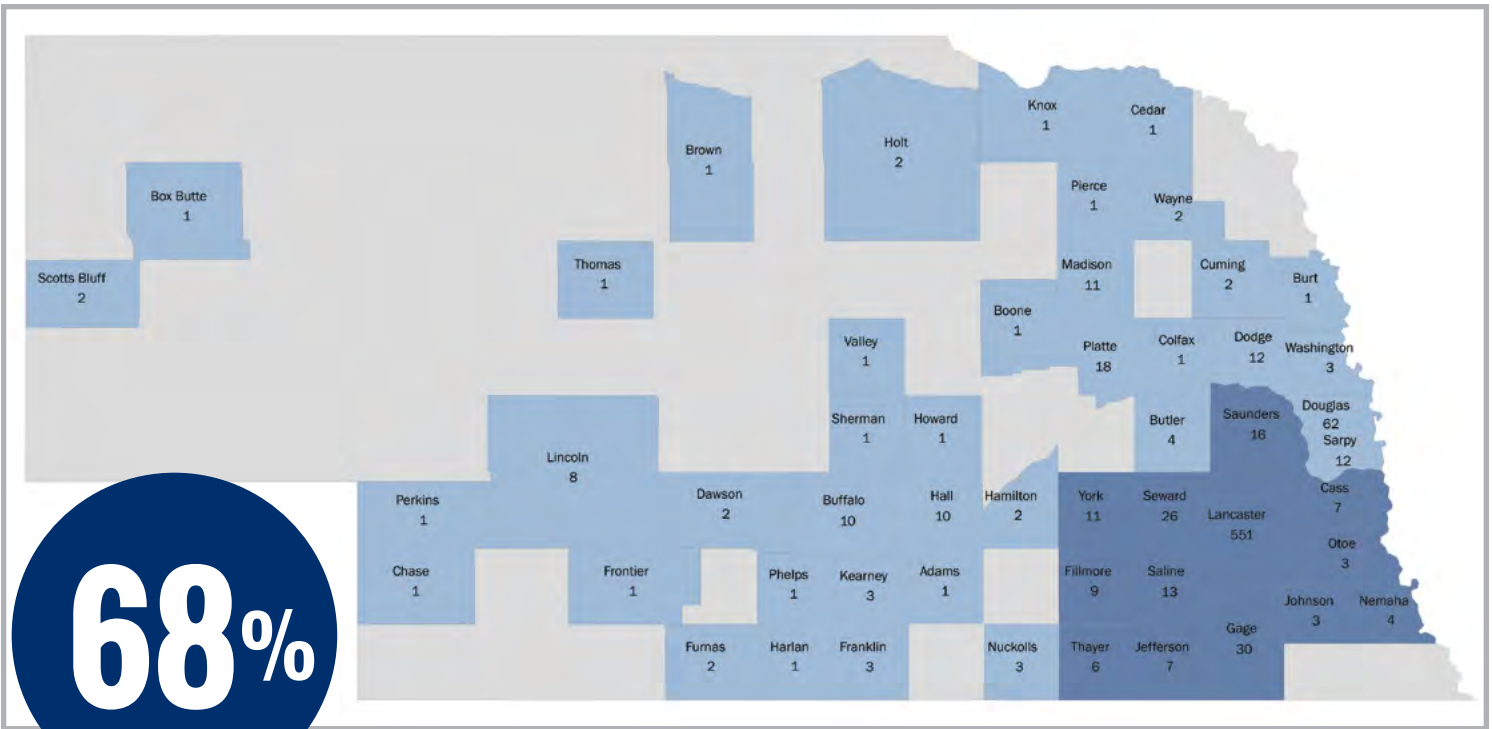 Knox
1
Cedar
1
Brown
1
Holt
2
Box Butte
1
Pierce
1
Wayne
2
Scotts Bluff
2
Thomas
1
Madison
11
Cuming
2
Burt
1
Boone
1
Valley
1
Platte
18
Colfax
1
Dodge
12
Washington
3
Sherman
1
Howard
1
Butler
4
Saunders
16
Douglas
62
Sarpy
12
Lincoln
8
Perkins
1
Dawson
2
Buffalo
10
Hall
10
Hamilton
2
York
11
Seward
26
Lancaster
551
Cass
7
Otoe
3
Chase
1
Frontier
1
Phelps
1
Kearney
3
Adams
1
Fillmore
9
Saline
13
Johnson
3
Nemaha
4
Furnas
2
Harlan
1
Franklin
3
Nuckolls
3
Thayer
6
Jefferson
7
Gage
30
68%